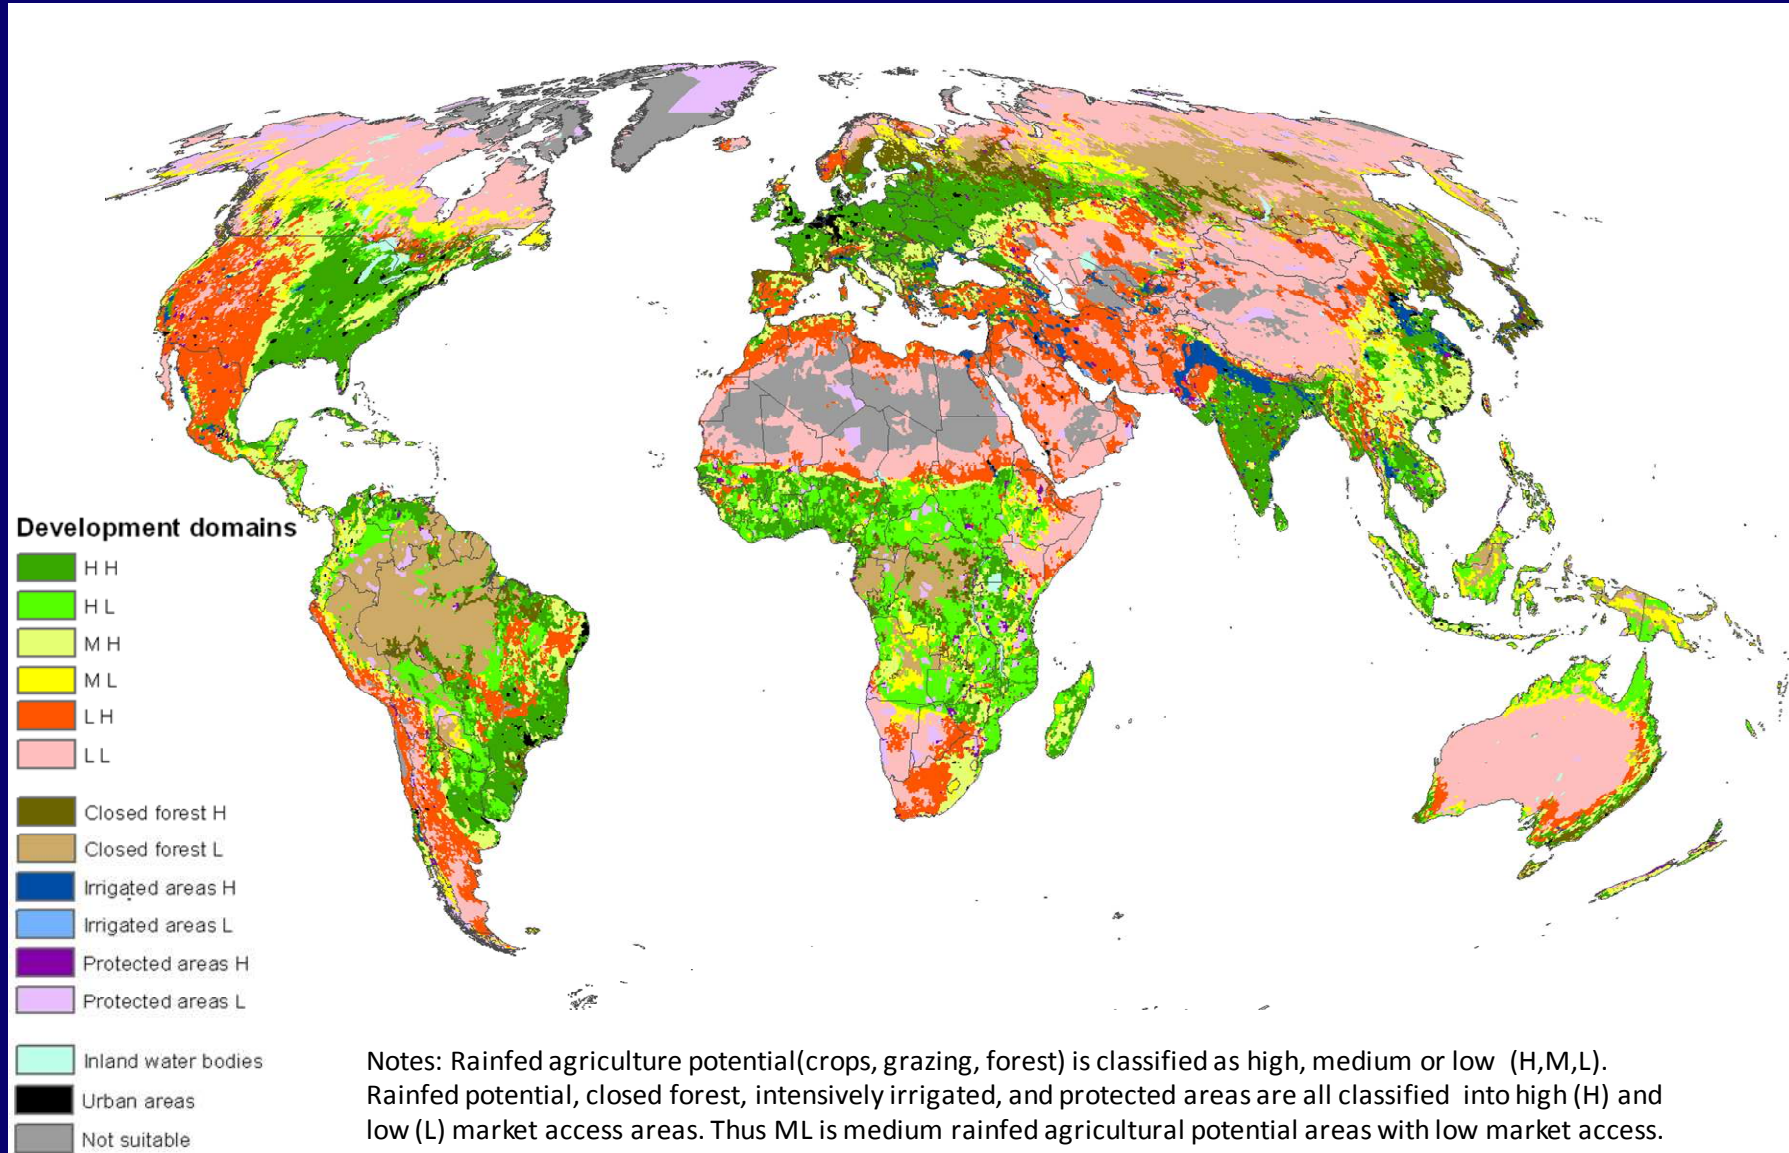 Development domains
H H
H L
M H
M L
L H
L L
Closed forest H
Closed forest L
Irrigated areas H
Irrigated areas L
Protected areas H
Protected areas L
Inland water bodies
Urban areas
Not suitable
Notes: Rainfed agriculture potential(crops, grazing, forest) is classified as high, medium or low (H,M,L).
Rainfed potential, closed forest, intensively irrigated, and protected areas are all classified into high (H) and
low (L) market access areas. Thus ML is medium rainfed agricultural potential areas with low market access.